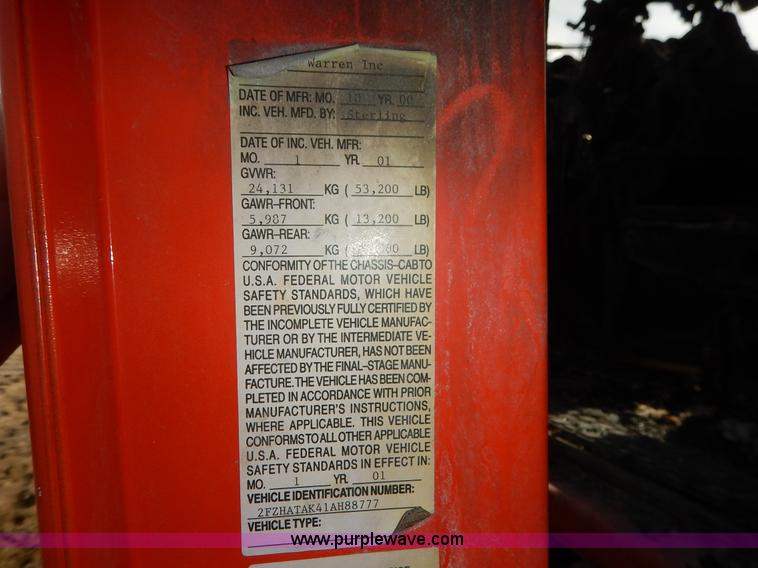 Warren Inc
DATE OF MFR: MO. 10 YR. 00
INC. VEH. MFD. BY: Sterling
DATE OF INC. VEH. MFR:
MO. 1 YR. 01
GVWR:
24,131 KG ( 53,200 LB)
GAWR-FRONT:
5,987 KG ( 13,200 LB)
GAWR-REAR:
9,072 KG ( LB)
CONFORMITY OF THE CHASSIS-CAB TO
U.S.A. FEDERAL MOTOR VEHICLE
SAFETY STANDARDS, WHICH HAVE
BEEN PREVIOUSLY FULLY CERTIFIED BY
THE INCOMPLETE VEHICLE MANUFAC-
TURER OR BY THE INTERMEDIATE VE-
HICLE MANUFACTURER, HAS NOT BEEN
AFFECTED BY THE FINAL-STAGE MANU-
FACTURE. THE VEHICLE HAS BEEN COM-
PLETED IN ACCORDANCE WITH PRIOR
MANUFACTURER'S INSTRUCTIONS,
WHERE APPLICABLE. THIS VEHICLE
CONFORMS TO ALL OTHER APPLICABLE
U.S.A. FEDERAL MOTOR VEHICLE
SAFETY STANDARDS IN EFFECT IN:
MO. 1 YR. 01
VEHICLE IDENTIFICATION NUMBER:
2FZHATAK41AH88777
VEHICLE TYPE:
www.purplewave.com